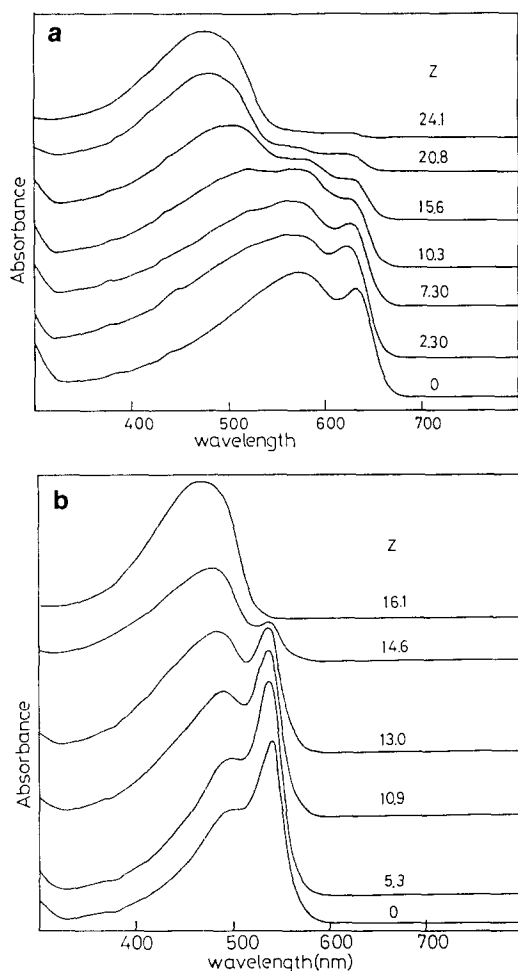 a
Z
24.1
20.8
15.6
10.3
7.30
2.30
0
Absorbance
400 500 600 700
wavelength
b
Z
16.1
14.6
13.0
10.9
5.3
0
Absorbance
400 500 600 700
wavelength(nm)